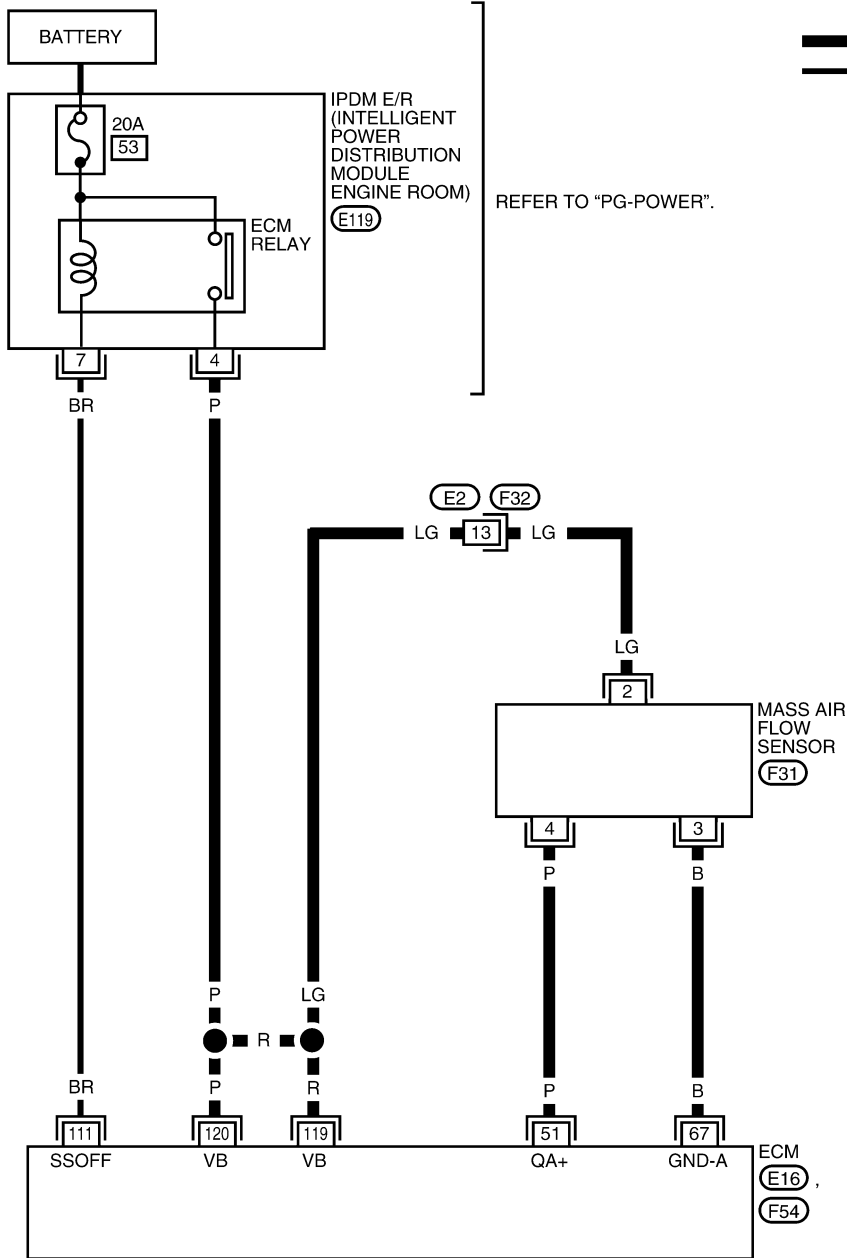 BATTERY
20A
53
IPDM E/R
(INTELLIGENT
POWER
DISTRIBUTION
MODULE
ENGINE ROOM)
E119
ECM
RELAY
REFER TO “PG-POWER”.
7
4
BR
P
E2
F32
LG
13
LG
LG
2
MASS AIR
FLOW
SENSOR
F31
4
3
P
B
P
LG
R
BR
P
R
P
B
111
120
119
51
67
SSOFF
VB
VB
QA+
GND-A
ECM
E16 ,
F54